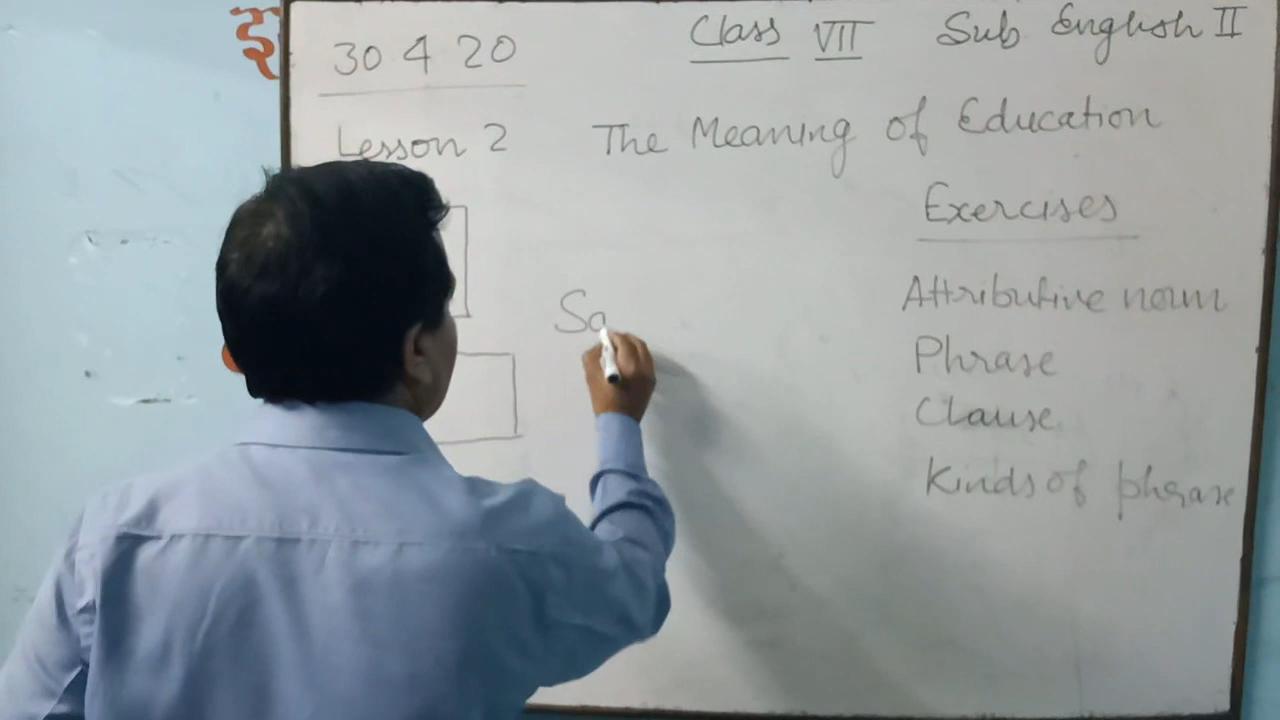 30 4 20 Class VII Sub English II
Lesson 2 The Meaning of Education
Exercises
Sa
Attributive noun
Phrase
Clause
Kinds of phrase